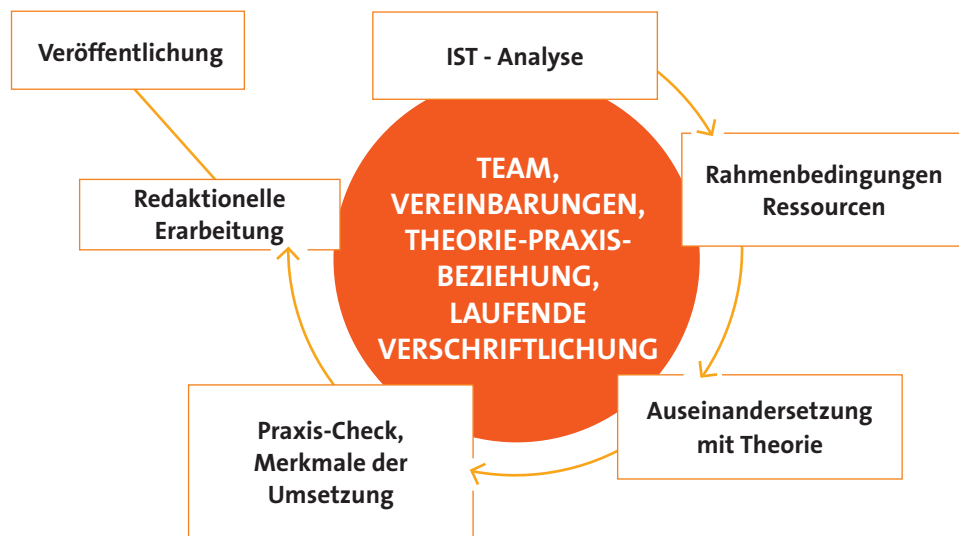 Veröffentlichung
IST - Analyse
Rahmenbedingungen
Ressourcen
Auseinandersetzung
mit Theorie
Praxis-Check,
Merkmale der
Umsetzung
Redaktionelle
Erarbeitung
TEAM,
VEREINBARUNGEN,
THEORIE-PRAXIS-
BEZIEHUNG,
LAUFENDE
VERSCHRIFTLICHUNG